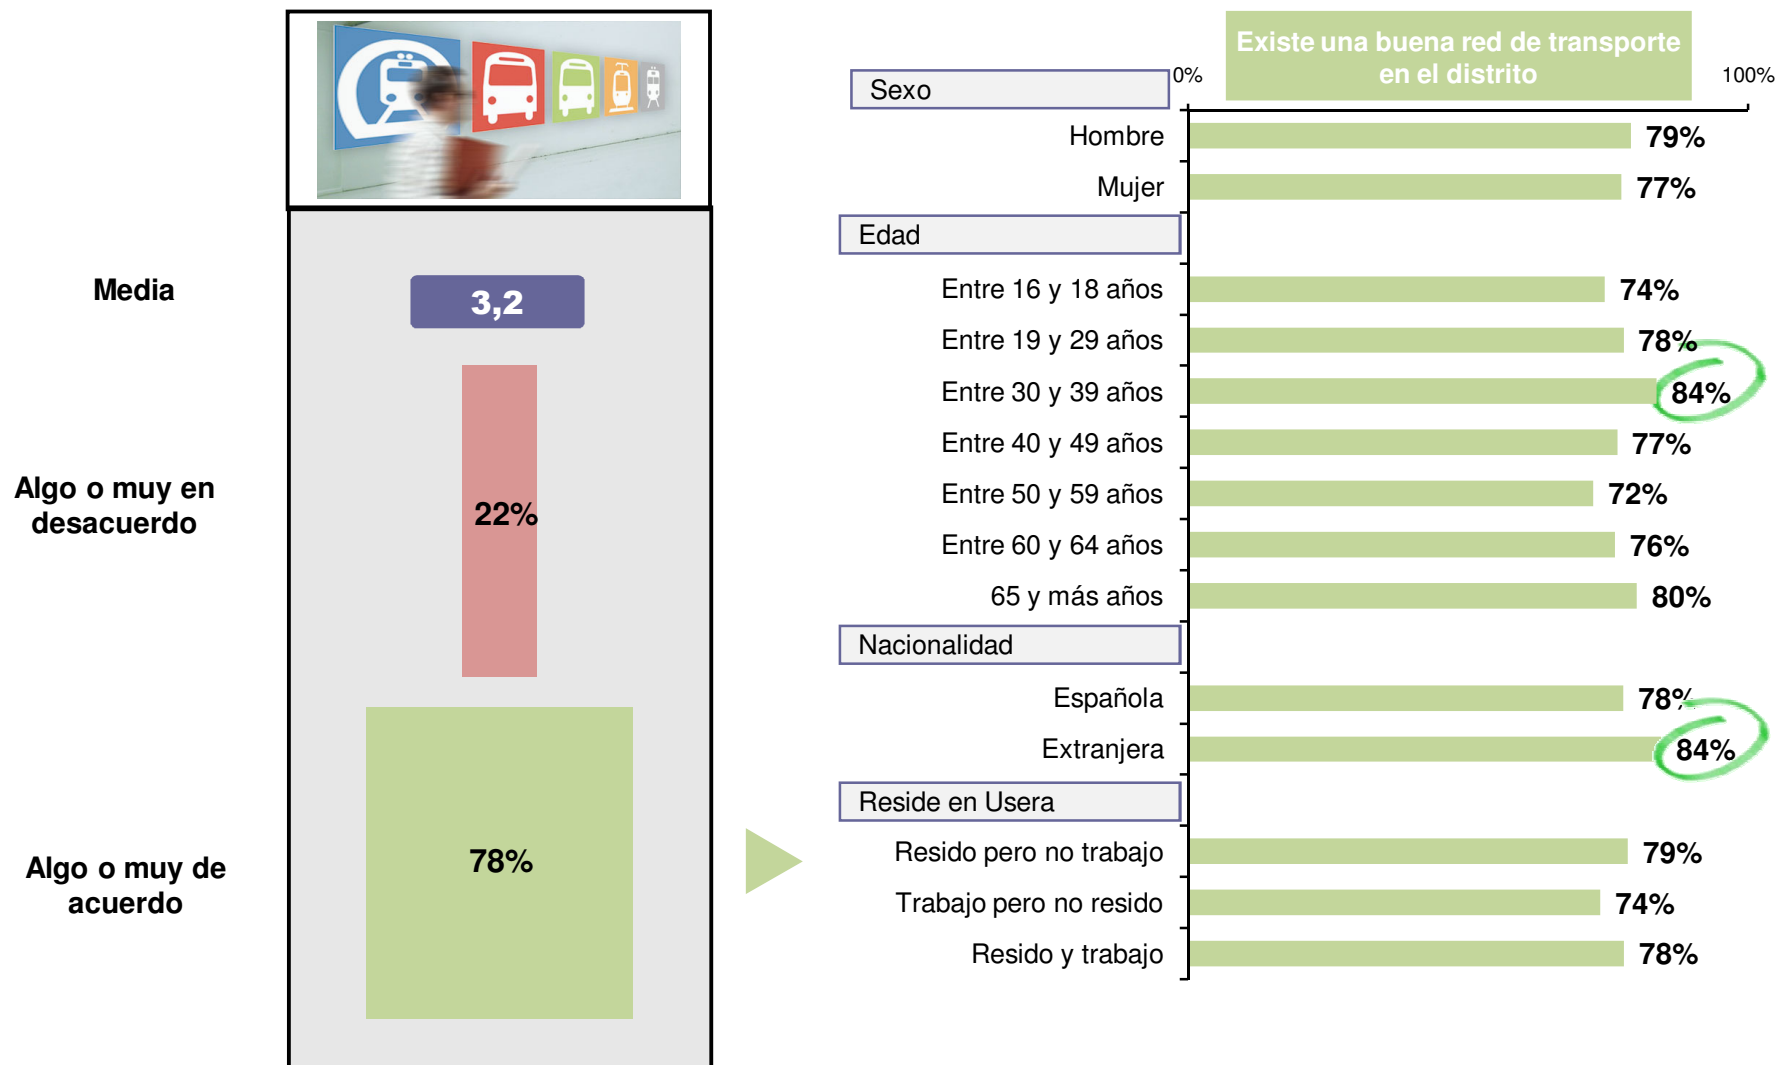 Media
3,2
Algo o muy en
desacuerdo
22%
Algo o muy de
acuerdo
78%
Existe una buena red de transporte
en el distrito
0%
100%
Sexo
Hombre 79%
Mujer 77%
Edad
Entre 16 y 18 años 74%
Entre 19 y 29 años 78%
Entre 30 y 39 años 84%
Entre 40 y 49 años 77%
Entre 50 y 59 años 72%
Entre 60 y 64 años 76%
65 y más años 80%
Nacionalidad
Española 78%
Extranjera 84%
Reside en Usera
Resido pero no trabajo 79%
Trabajo pero no resido 74%
Resido y trabajo 78%